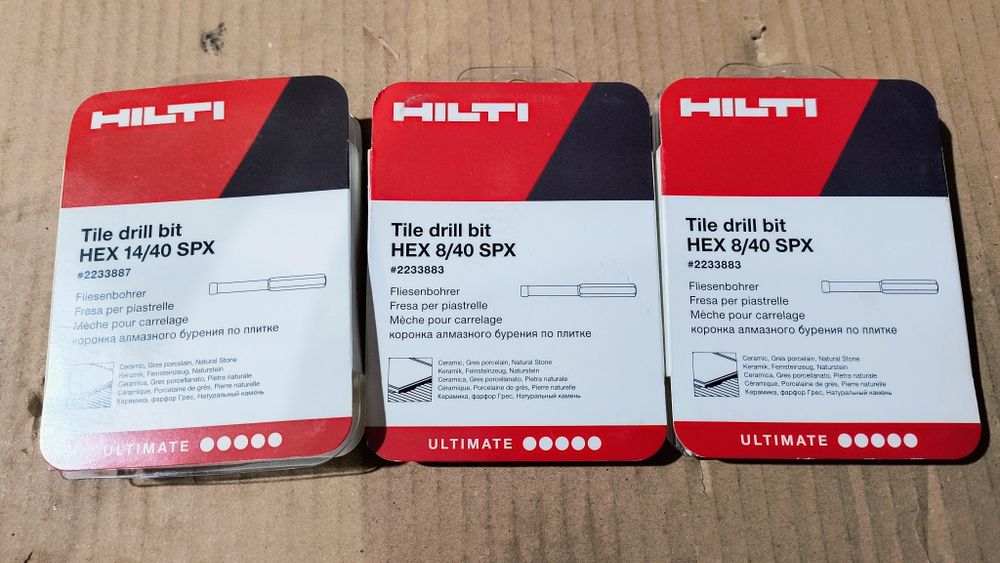 HILTI
Tile drill bit
HEX 14/40 SPX
#2233887
Fliesenbohrer
Fresa per piastrelle
Mèche pour carrelage
коронка алмазного бурения по плитке
Ceramic, Gres porcelain, Natural Stone
Keramik, Feinsteinzeug, Naturstein
Ceramica, Gres porcellanato, Pietra naturale
Céramique, Porcelaine de grès, Pierre naturelle
Керамика, фарфор Грес, Натуральный камень
ULTIMATE
HILTI
Tile drill bit
HEX 8/40 SPX
#2233883
Fliesenbohrer
Fresa per piastrelle
Mèche pour carrelage
коронка алмазного бурения по плитке
Ceramic, Gres porcelain, Natural Stone
Keramik, Feinsteinzeug, Naturstein
Ceramica, Gres porcellanato, Pietra naturale
Céramique, Porcelaine de grès, Pierre naturelle
Керамика, фарфор Грес, Натуральный камень
ULTIMATE
HILTI
Tile drill bit
HEX 8/40 SPX
#2233883
Fliesenbohrer
Fresa per piastrelle
Mèche pour carrelage
коронка алмазного бурения по плитке
Ceramic, Gres porcelain, Natural Stone
Keramik, Feinsteinzeug, Naturstein
Ceramica, Gres porcellanato, Pietra naturale
Céramique, Porcelaine de grès, Pierre naturelle
Керамика, фарфор Грес, Натуральный камень
ULTIMATE